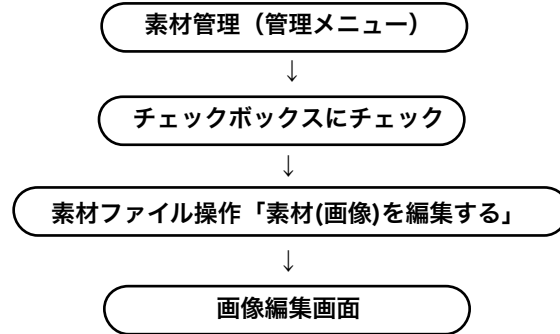 素材管理（管理メニュー）
↓
チェックボックスにチェック
↓
素材ファイル操作「素材(画像)を編集する」
↓
画像編集画面